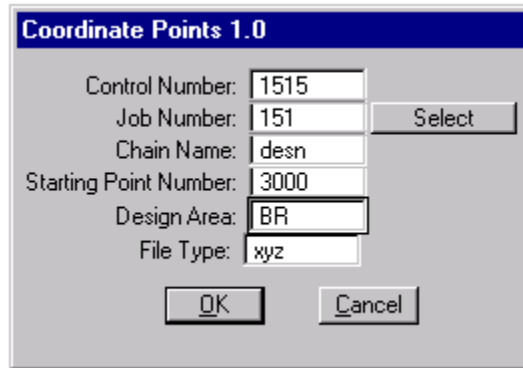 Coordinate Points 1.0
Control Number: 1515
Job Number: 151 Select
Chain Name: desn
Starting Point Number: 3000
Design Area: BR
File Type: xyz
OK Cancel